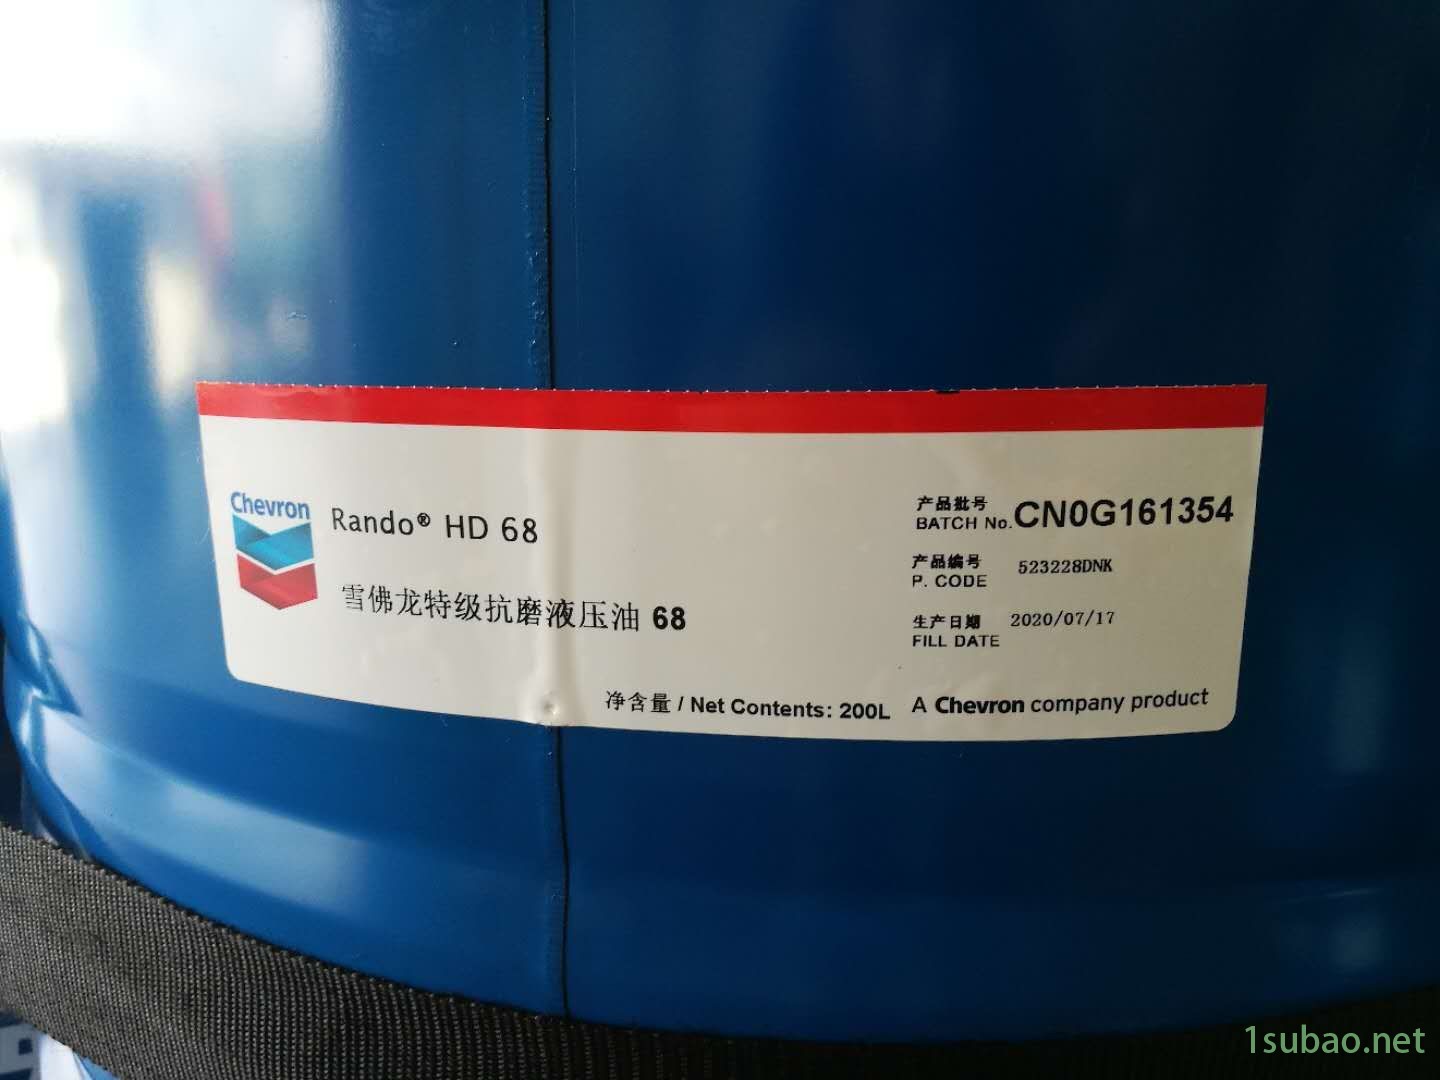 Chevron
Rando® HD 68
雪佛龙特级抗磨液压油 68
净含量 / Net Contents: 200L
产品批号
BATCH No. CN0G161354
产品编号
P. CODE 523228DNK
生产日期 2020/07/17
FILL DATE
A Chevron company product
1subao.net